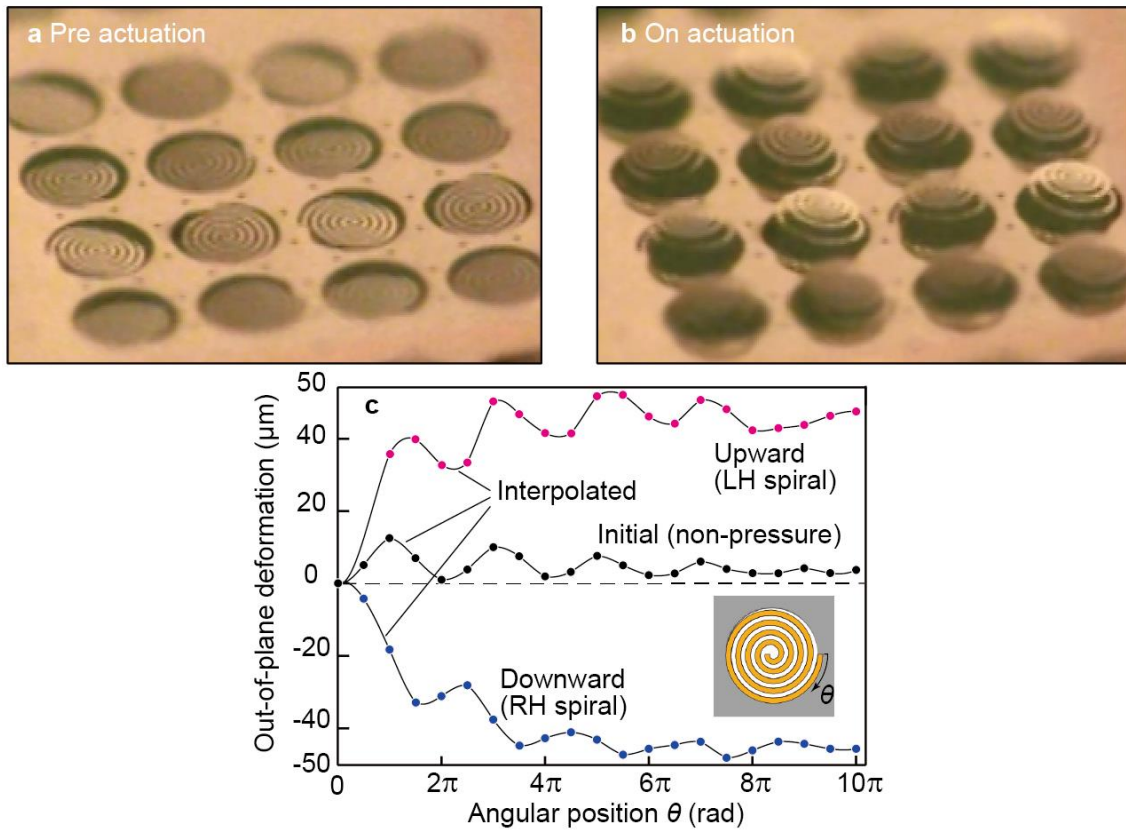 a Pre actuation
b On actuation
c
50
40
20
0
-20
-40
-50
Out-of-plane deformation (μm)
Upward
(LH spiral)
Interpolated
Initial (non-pressure)
Downward
(RH spiral)
θ
0
2π
4π
6π
8π
10π
Angular position θ (rad)